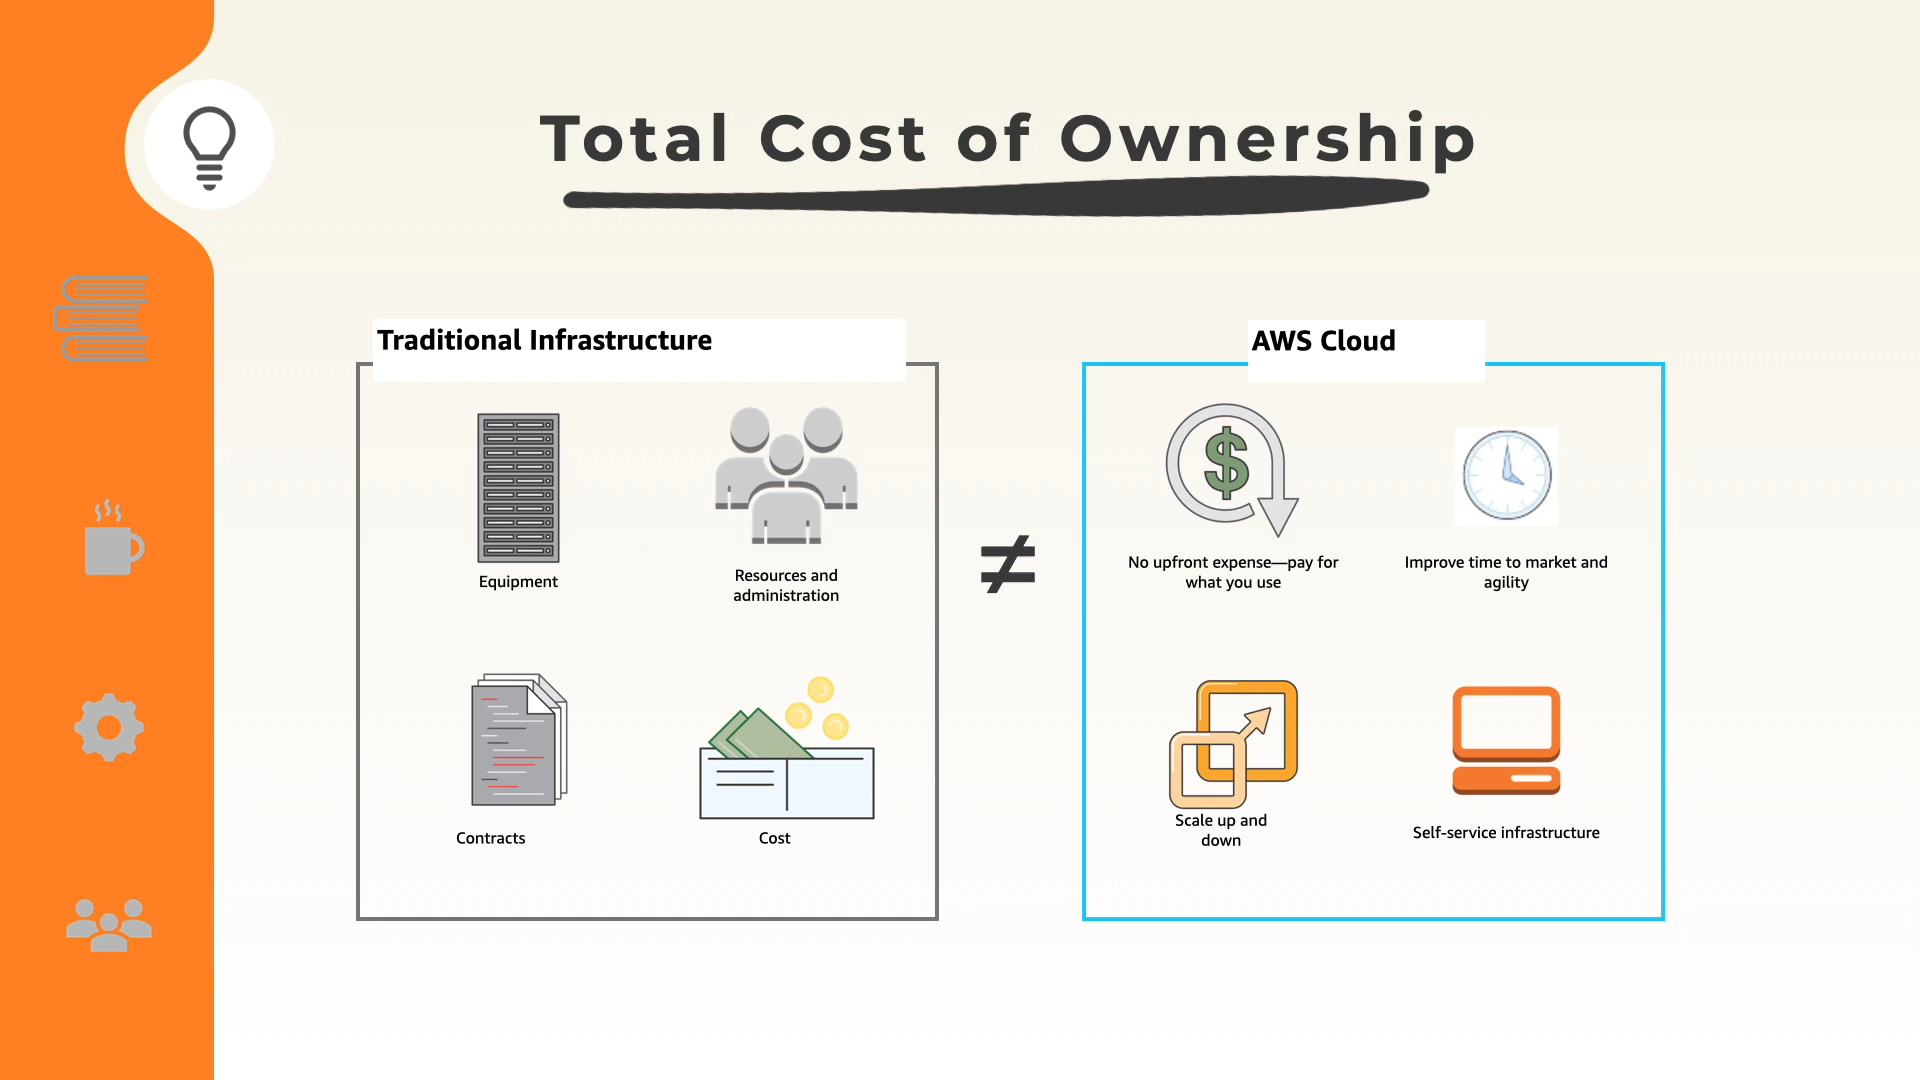 Total Cost of Ownership
Traditional Infrastructure
Equipment
Resources and
administration
Contracts
Cost
≠
AWS Cloud
$
No upfront expense—pay for
what you use
Improve time to market and
agility
Scale up and
down
Self-service infrastructure